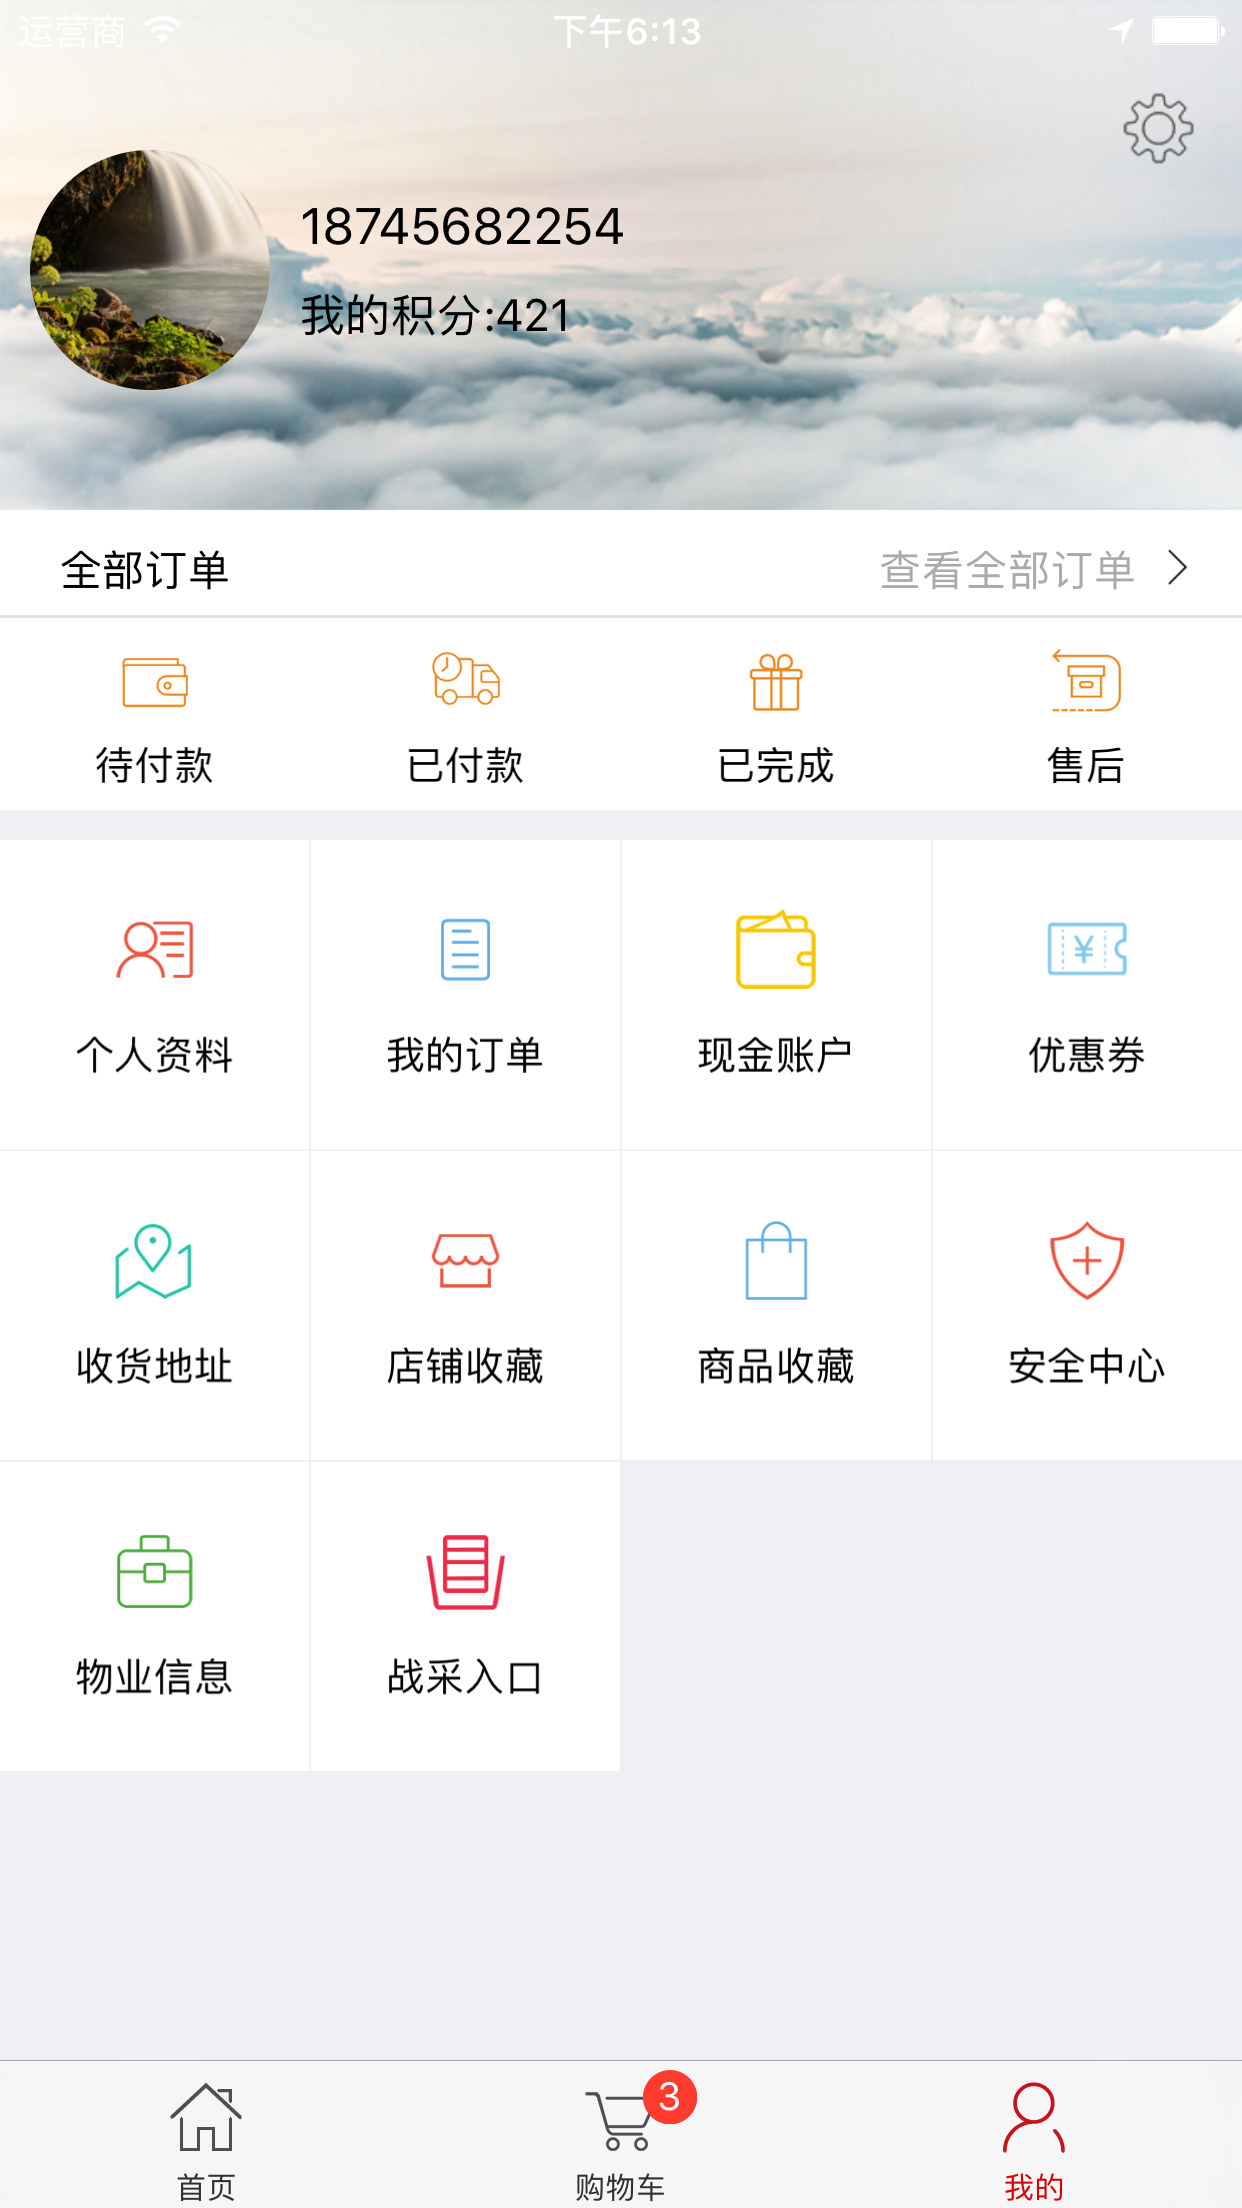 运营商 下午6:13
18745682254
我的积分:421
全部订单 查看全部订单
待付款 已付款 已完成 售后
个人资料 我的订单 现金账户 优惠券
收货地址 店铺收藏 商品收藏 安全中心
物业信息 战采入口
3
首页 购物车 我的